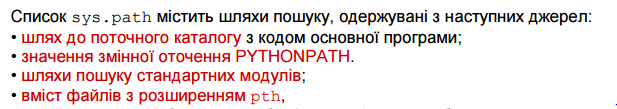 Список sys.path містить шляхи пошуку, одержувані з наступних джерел:
• шлях до поточного каталогу з кодом основної програми;
• значення змінної оточення PYTHONPATH.
• шляхи пошуку стандартних модулів;
• вміст файлів з розширенням pth,